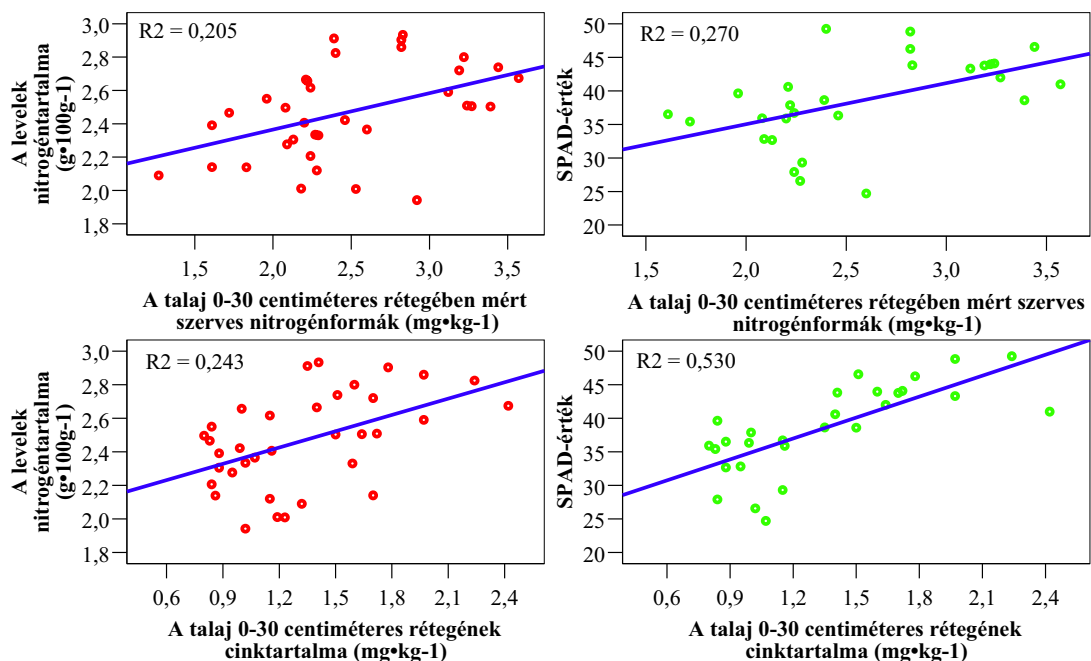 A levelek
nitrogéntartalma
(g•100g-1)
3,0
2,8
2,6
2,4
2,2
2,0
1,8
R2 = 0,205
1,5 2,0 2,5 3,0 3,5
A talaj 0-30 centiméteres rétegében mért
szerves nitrogénformák (mg•kg-1)
SPAD-érték
50
45
40
35
30
25
20
R2 = 0,270
1,5 2,0 2,5 3,0 3,5
A talaj 0-30 centiméteres rétegében mért szerves
nitrogénformák (mg•kg-1)
A levelek
nitrogéntartalma
(g•100g-1)
3,0
2,8
2,6
2,4
2,2
2,0
1,8
R2 = 0,243
0,6 0,9 1,2 1,5 1,8 2,1 2,4
A talaj 0-30 centiméteres rétegének
cinktartalma (mg•kg-1)
SPAD-érték
50
45
40
35
30
25
20
R2 = 0,530
0,6 0,9 1,2 1,5 1,8 2,1 2,4
A talaj 0-30 centiméteres rétegének
cinktartalma (mg•kg-1)